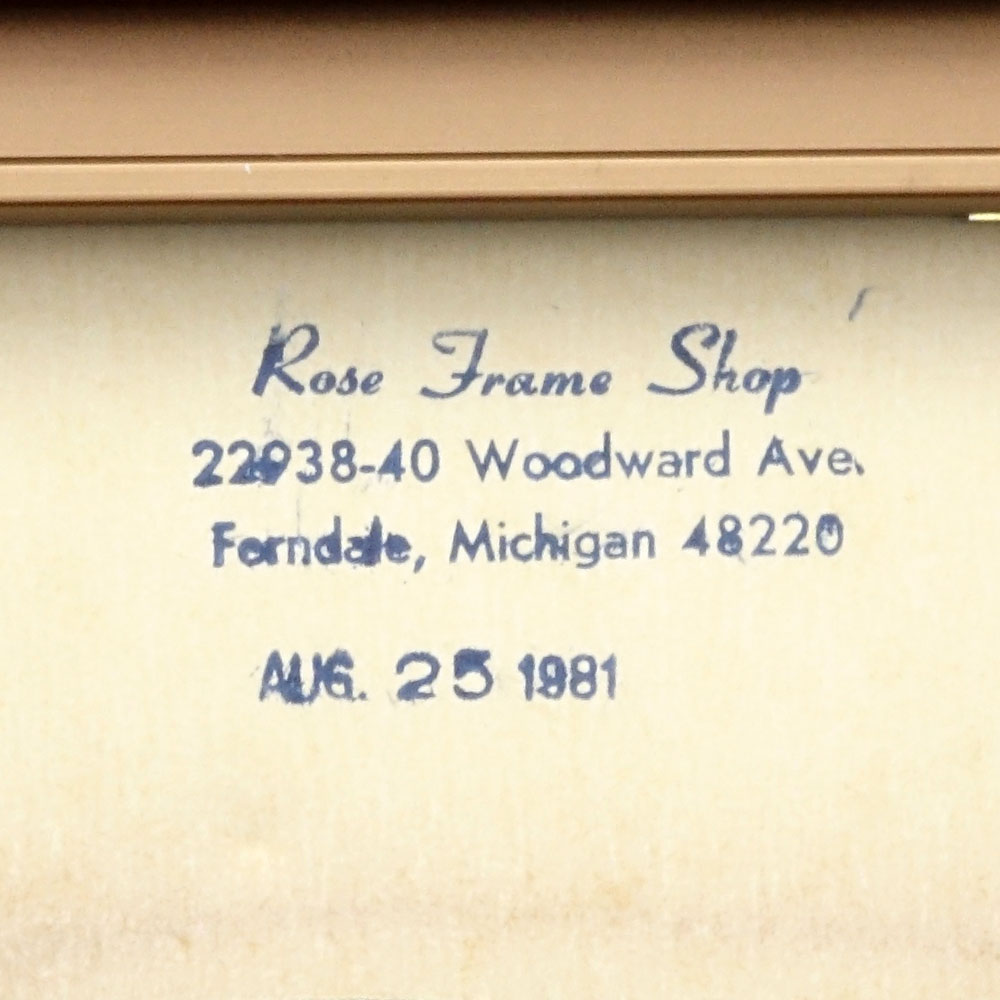 Rose Frame Shop
22938-40 Woodward Ave.
Ferndale, Michigan 48220
AUG. 25 1981